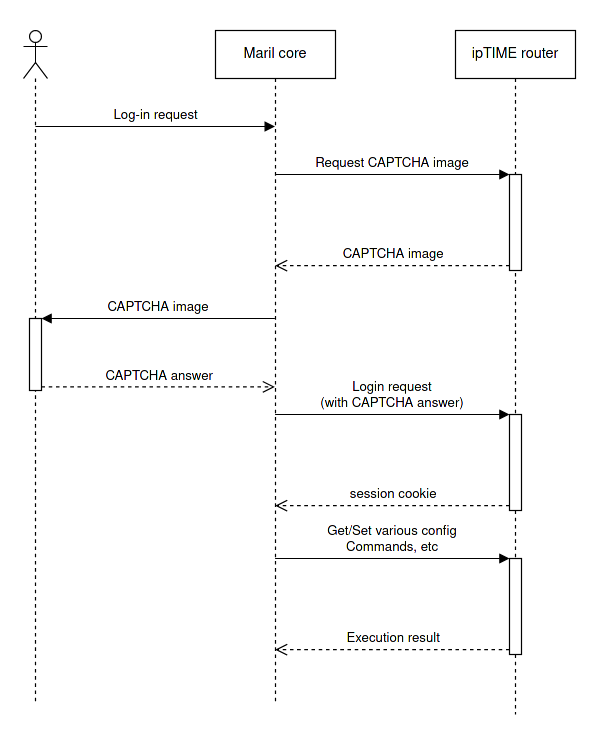 Maril core
ipTIME router
Log-in request
Request CAPTCHA image
CAPTCHA image
CAPTCHA image
CAPTCHA answer
Login request
(with CAPTCHA answer)
session cookie
Get/Set various config
Commands, etc
Execution result